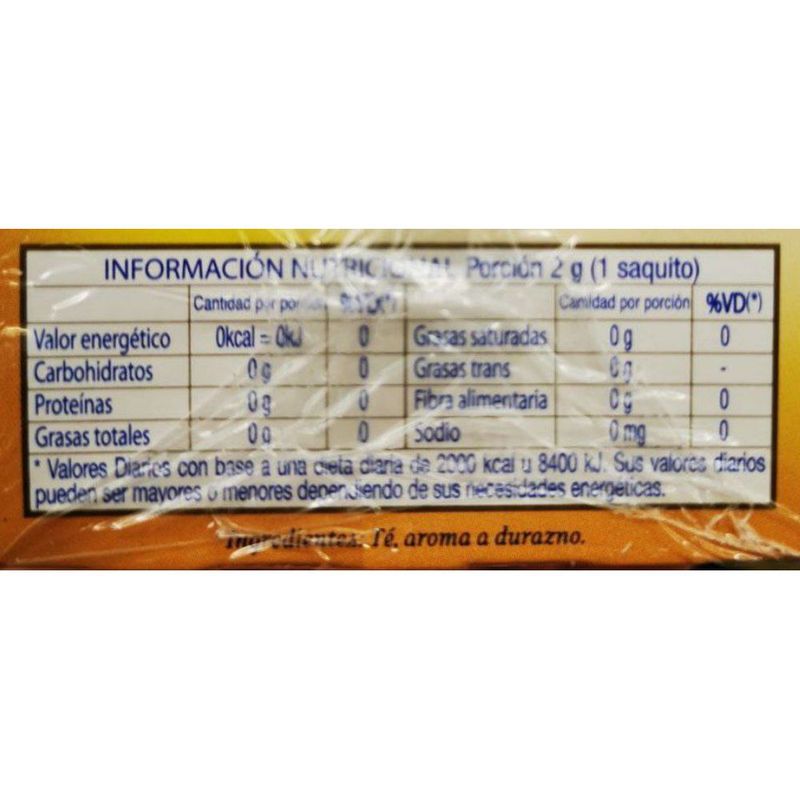 INFORMACIÓN NUTRICIONAL Porción 2 g (1 saquito)
Cantidad por porción %VD(*) Cantidad por porción %VD(*)
Valor energético 0kcal = 0kJ 0 Grasas saturadas 0 g 0
Carbohidratos 0 g 0 Grasas trans 0 g -
Proteínas 0 g 0 Fibra alimentaria 0 g 0
Grasas totales 0 g 0 Sodio 0 mg 0
* Valores Diarios con base a una dieta diaria de 2000 kcal u 8400 kJ. Sus valores diarios
pueden ser mayores o menores dependiendo de sus necesidades energéticas.
Ingredientes: Té, aroma a durazno.